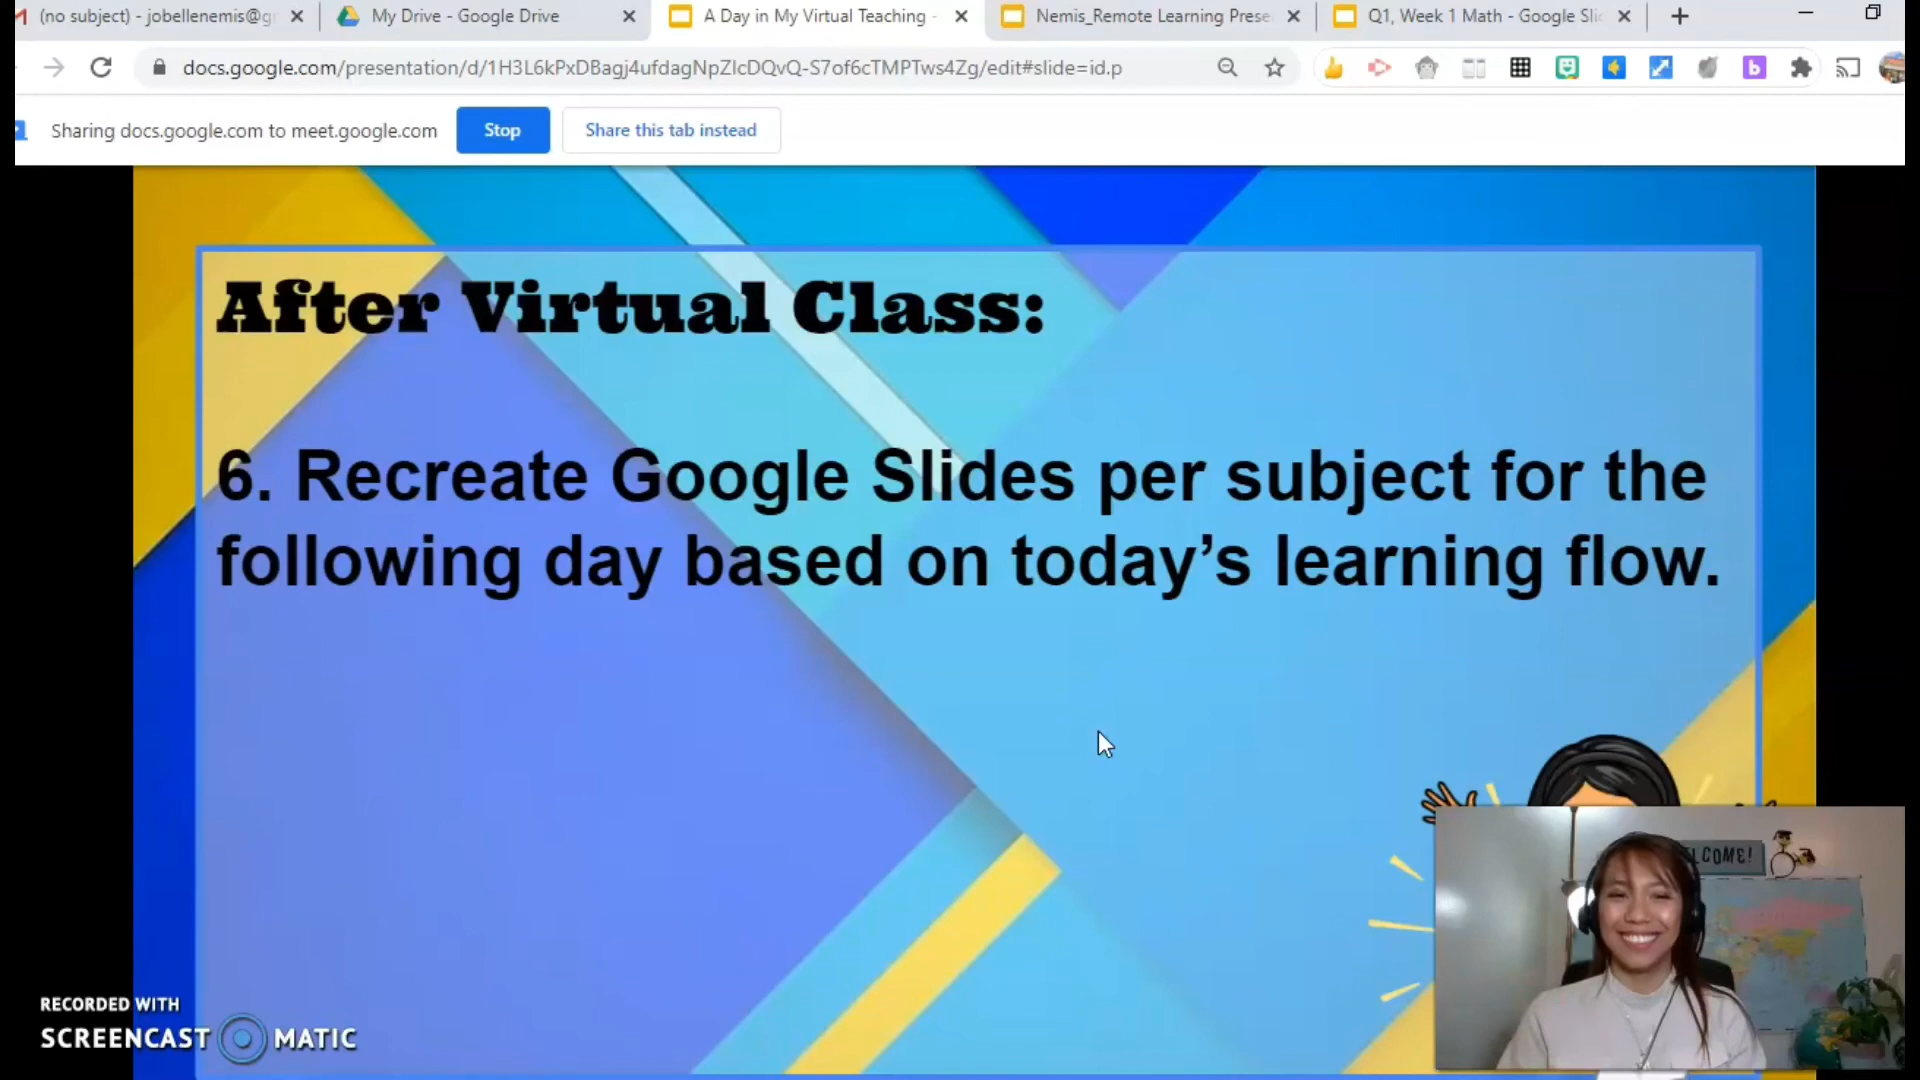 (no subject) - jobellenemis@g
My Drive - Google Drive
A Day in My Virtual Teaching -
Nemis_Remote Learning Prese
Q1, Week 1 Math - Google Sli
docs.google.com/presentation/d/1H3L6kPxDBagj4ufdagNpZlcDQvQ-S7of6cTMPTws4Zg/edit#slide=id.p
Sharing docs.google.com to meet.google.com
Stop
Share this tab instead
After Virtual Class:
6. Recreate Google Slides per subject for the
following day based on today’s learning flow.
LCOME!
RECORDED WITH
SCREENCAST MATIC